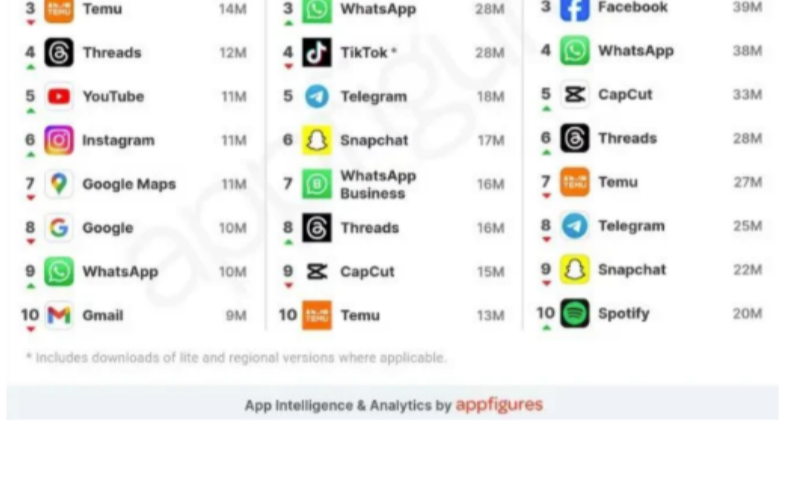 3 Temu 14M
4 Threads 12M
5 YouTube 11M
6 Instagram 11M
7 Google Maps 11M
8 Google 10M
9 WhatsApp 10M
10 Gmail 9M
3 WhatsApp 28M
4 TikTok * 28M
5 Telegram 18M
6 Snapchat 17M
7 WhatsApp
Business 16M
8 Threads 16M
9 CapCut 15M
10 Temu 13M
3 Facebook 39M
4 WhatsApp 38M
5 CapCut 33M
6 Threads 28M
7 Temu 27M
8 Telegram 25M
9 Snapchat 22M
10 Spotify 20M
* Includes downloads of lite and regional versions where applicable.
App Intelligence & Analytics by appfigures
appfigures